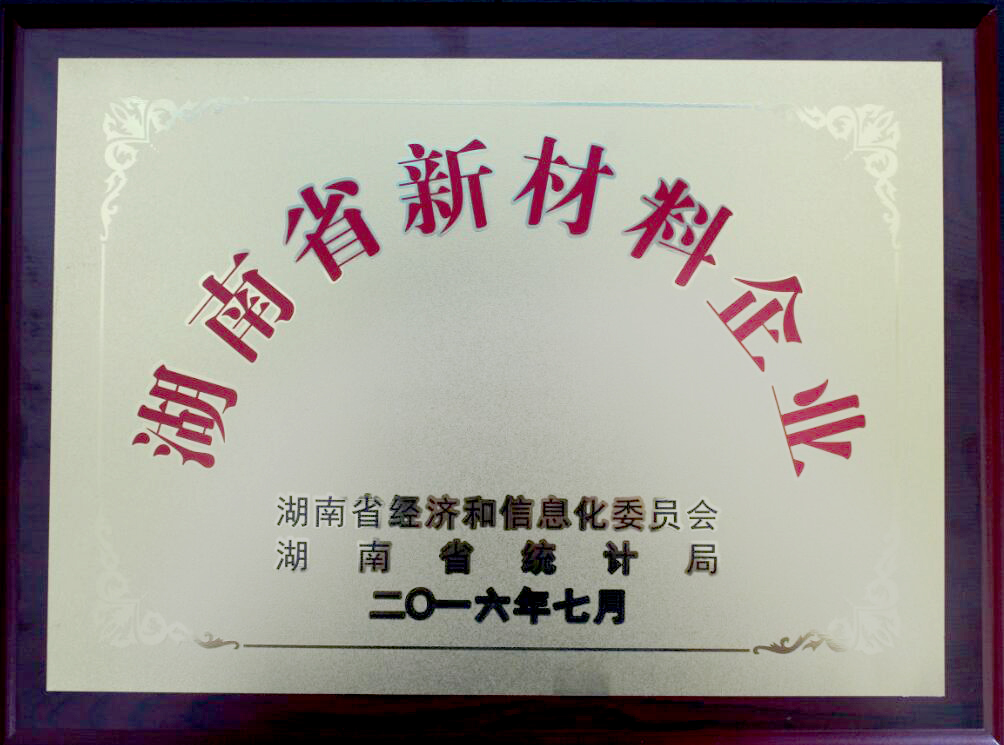 湖南省新材料企业
湖南省经济和信息化委员会
湖南省统计局
二〇一六年七月